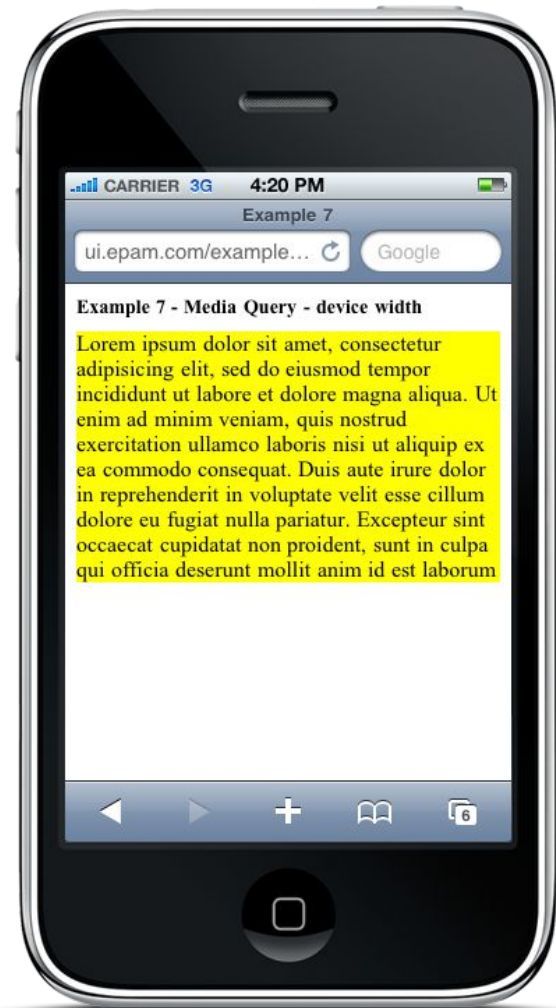 CARRIER 3G 4:20 PM
Example 7
ui.epam.com/example... Google
Example 7 - Media Query - device width
Lorem ipsum dolor sit amet, consectetur
adipisicing elit, sed do eiusmod tempor
incididunt ut labore et dolore magna aliqua. Ut
enim ad minim veniam, quis nostrud
exercitation ullamco laboris nisi ut aliquip ex
ea commodo consequat. Duis aute irure dolor
in reprehenderit in voluptate velit esse cillum
dolore eu fugiat nulla pariatur. Excepteur sint
occaecat cupidatat non proident, sunt in culpa
qui officia deserunt mollit anim id est laborum
6